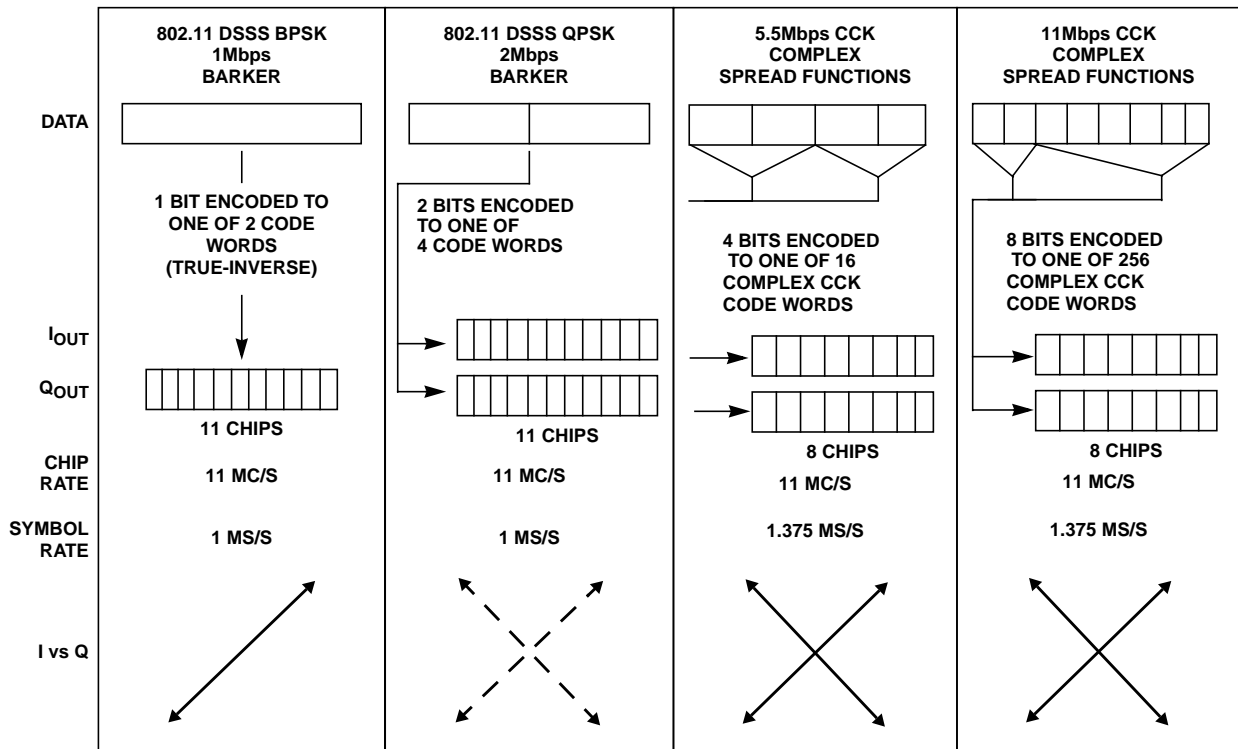 802.11 DSSS BPSK
1Mbps
BARKER
802.11 DSSS QPSK
2Mbps
BARKER
5.5Mbps CCK
COMPLEX
SPREAD FUNCTIONS
11Mbps CCK
COMPLEX
SPREAD FUNCTIONS
DATA
1 BIT ENCODED TO
ONE OF 2 CODE
WORDS
(TRUE-INVERSE)
2 BITS ENCODED
TO ONE OF
4 CODE WORDS
4 BITS ENCODED
TO ONE OF 16
COMPLEX CCK
CODE WORDS
8 BITS ENCODED
TO ONE OF 256
COMPLEX CCK
CODE WORDS
IOUT
QOUT
11 CHIPS
11 CHIPS
8 CHIPS
8 CHIPS
CHIP
RATE
11 MC/S
11 MC/S
11 MC/S
11 MC/S
SYMBOL
RATE
1 MS/S
1 MS/S
1.375 MS/S
1.375 MS/S
I vs Q